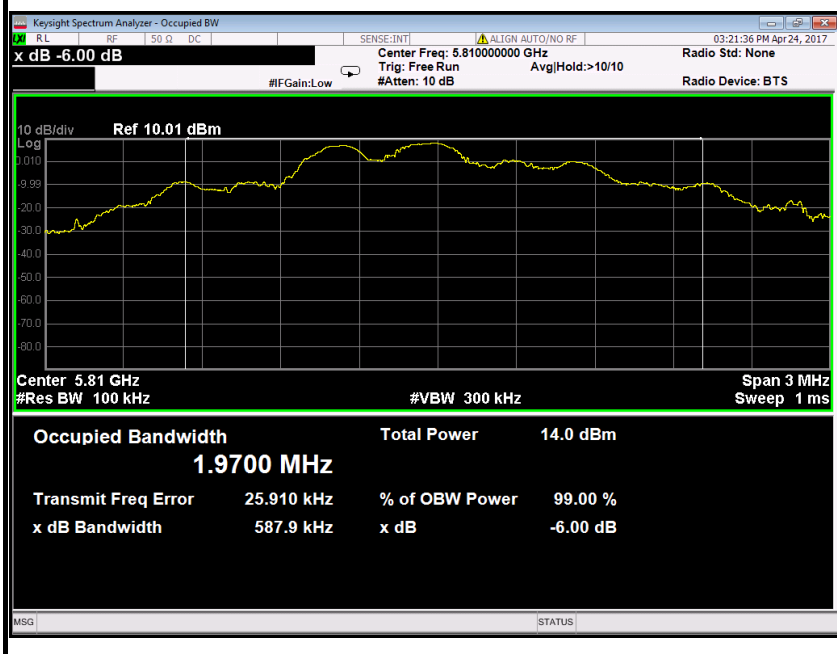 Keysight Spectrum Analyzer - Occupied BW
LXI RL RF 50 Ω DC SENSE:INT ALIGN AUTO/NO RF 03:21:36 PM Apr 24, 2017
x dB -6.00 dB Center Freq: 5.810000000 GHz Radio Std: None
Trig: Free Run Avg|Hold:>10/10
#IFGain:Low #Atten: 10 dB Radio Device: BTS
10 dB/div Ref 10.01 dBm
Log
0.010
-9.99
-20.0
-30.0
-40.0
-50.0
-60.0
-70.0
-80.0
Center 5.81 GHz Span 3 MHz
#Res BW 100 kHz #VBW 300 kHz Sweep 1 ms
Occupied Bandwidth Total Power 14.0 dBm
1.9700 MHz
Transmit Freq Error 25.910 kHz % of OBW Power 99.00 %
x dB Bandwidth 587.9 kHz x dB -6.00 dB
MSG STATUS